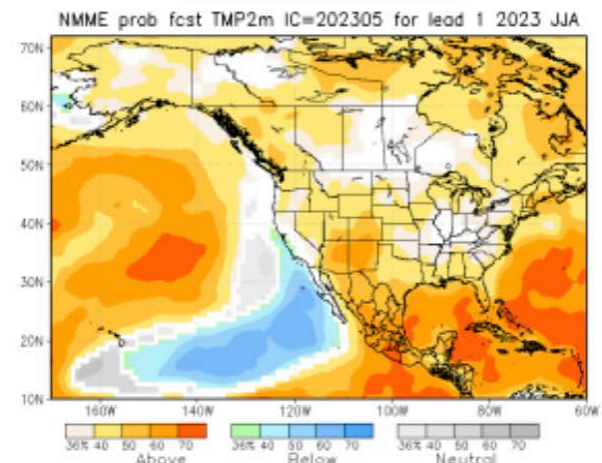 NMME prob fcst TMP2m IC=202305 for lead 1 2023 JJA
70N
60N
50N
40N
30N
20N
10N
160W 140W 120W 100W 80W 60W
36% 40 50 60 70 36% 40 50 60 70 36% 40 50 60 70
Above Below Neutral